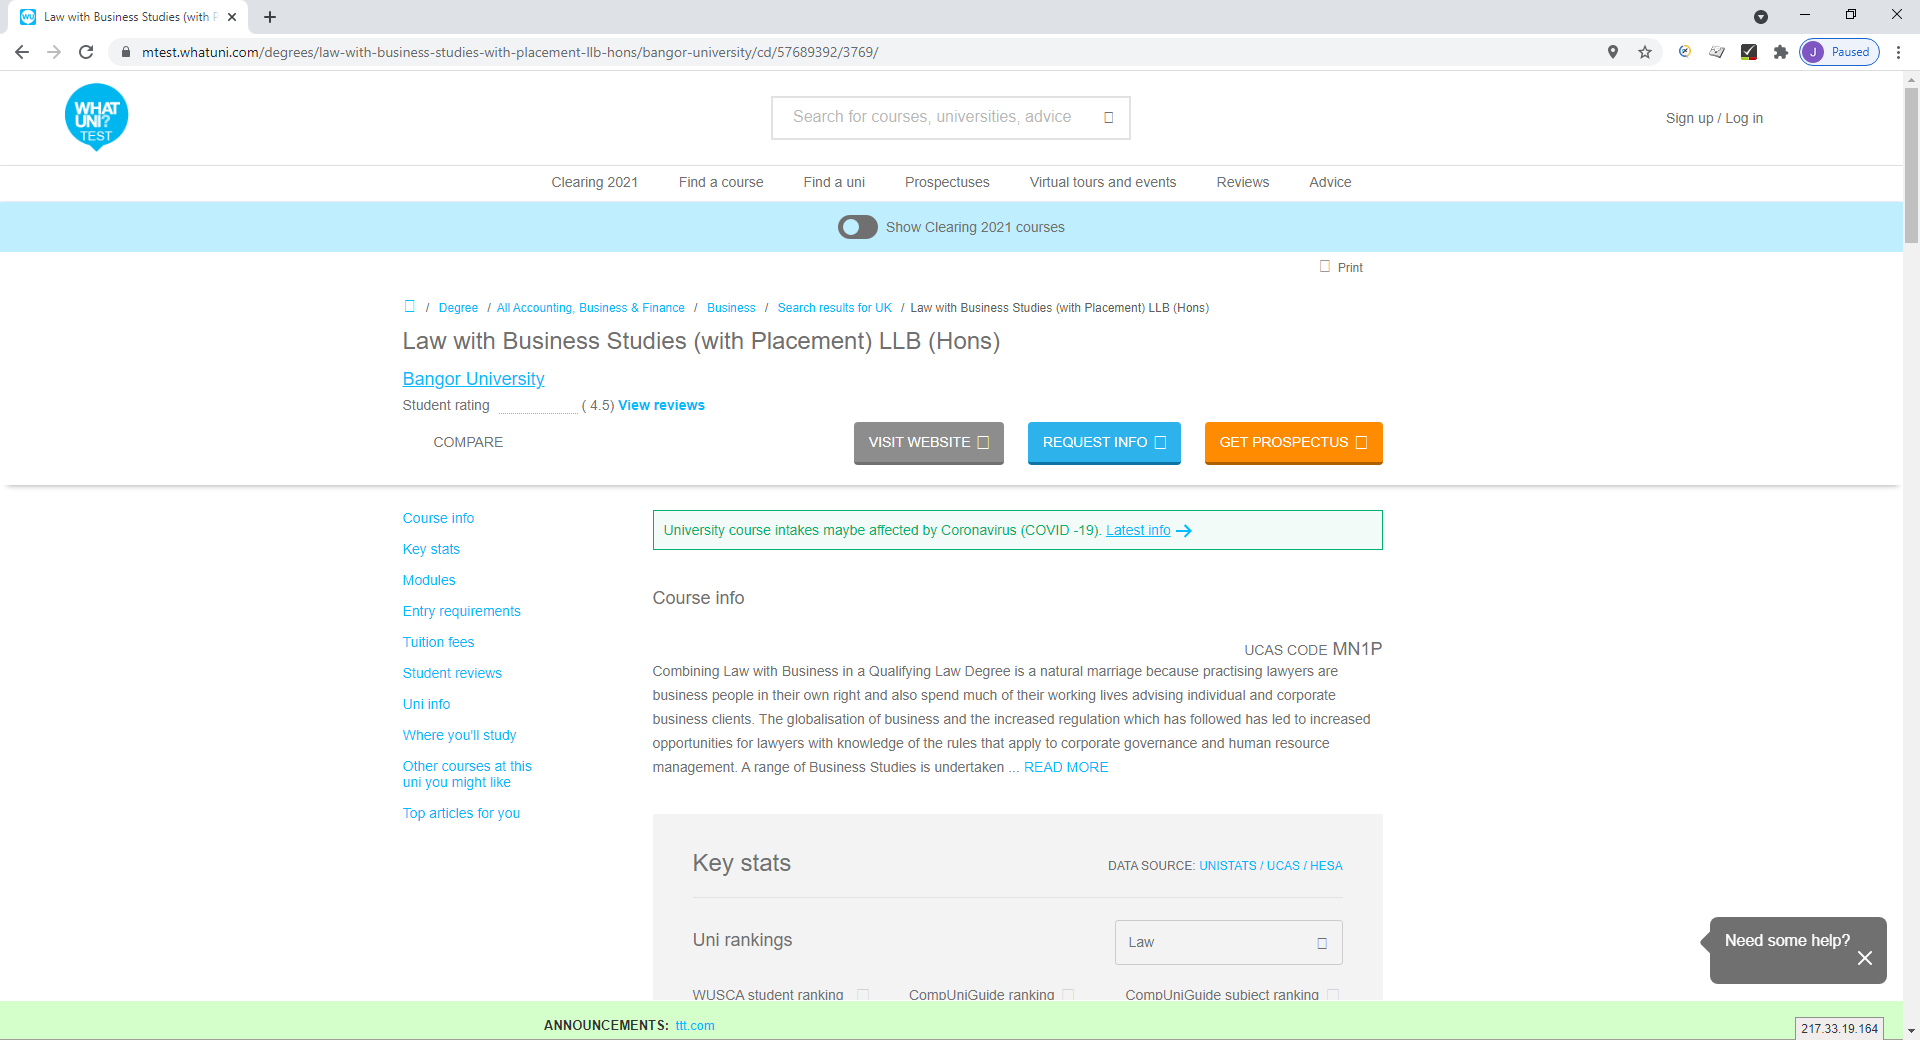 Law with Business Studies (with P
mtest.whatuni.com/degrees/law-with-business-studies-with-placement-llb-hons/bangor-university/cd/57689392/3769/
J Paused
WHAT
UNI?
TEST
Search for courses, universities, advice
Sign up / Log in
Clearing 2021 Find a course Find a uni Prospectuses Virtual tours and events Reviews Advice
Show Clearing 2021 courses
Print
/ Degree / All Accounting, Business & Finance / Business / Search results for UK / Law with Business Studies (with Placement) LLB (Hons)
Law with Business Studies (with Placement) LLB (Hons)
Bangor University
Student rating ( 4.5) View reviews
COMPARE VISIT WEBSITE REQUEST INFO GET PROSPECTUS
Course info
Key stats
Modules
Entry requirements
Tuition fees
Student reviews
Uni info
Where you'll study
Other courses at this
uni you might like
Top articles for you
University course intakes maybe affected by Coronavirus (COVID -19). Latest info
Course info
UCAS CODE MN1P
Combining Law with Business in a Qualifying Law Degree is a natural marriage because practising lawyers are
business people in their own right and also spend much of their working lives advising individual and corporate
business clients. The globalisation of business and the increased regulation which has followed has led to increased
opportunities for lawyers with knowledge of the rules that apply to corporate governance and human resource
management. A range of Business Studies is undertaken ... READ MORE
Key stats
DATA SOURCE: UNISTATS / UCAS / HESA
Uni rankings
Law
WUSCA student ranking CompUniGuide ranking CompUniGuide subject ranking
Need some help?
ANNOUNCEMENTS: ttt.com
217.33.19.164